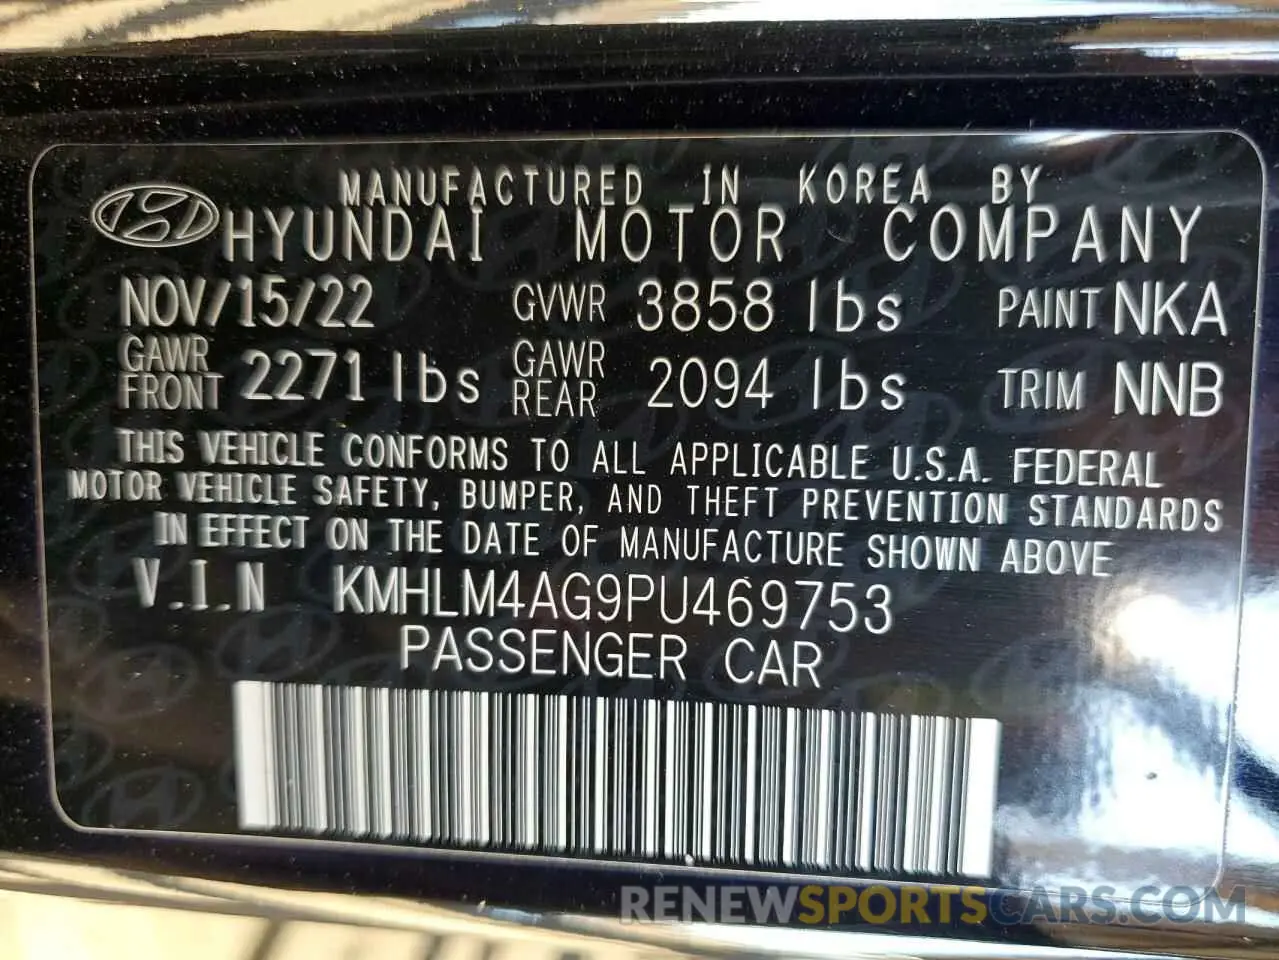 MANUFACTURED IN KOREA BY
HYUNDAI MOTOR COMPANY
NOV/15/22 GVWR 3858 lbs PAINT NKA
GAWR FRONT 2271 lbs GAWR REAR 2094 lbs TRIM NNB
THIS VEHICLE CONFORMS TO ALL APPLICABLE U.S.A. FEDERAL
MOTOR VEHICLE SAFETY, BUMPER, AND THEFT PREVENTION STANDARDS
IN EFFECT ON THE DATE OF MANUFACTURE SHOWN ABOVE
V.I.N KMHLM4AG9PU469753
PASSENGER CAR
RENEWSPORTSCARS.COM